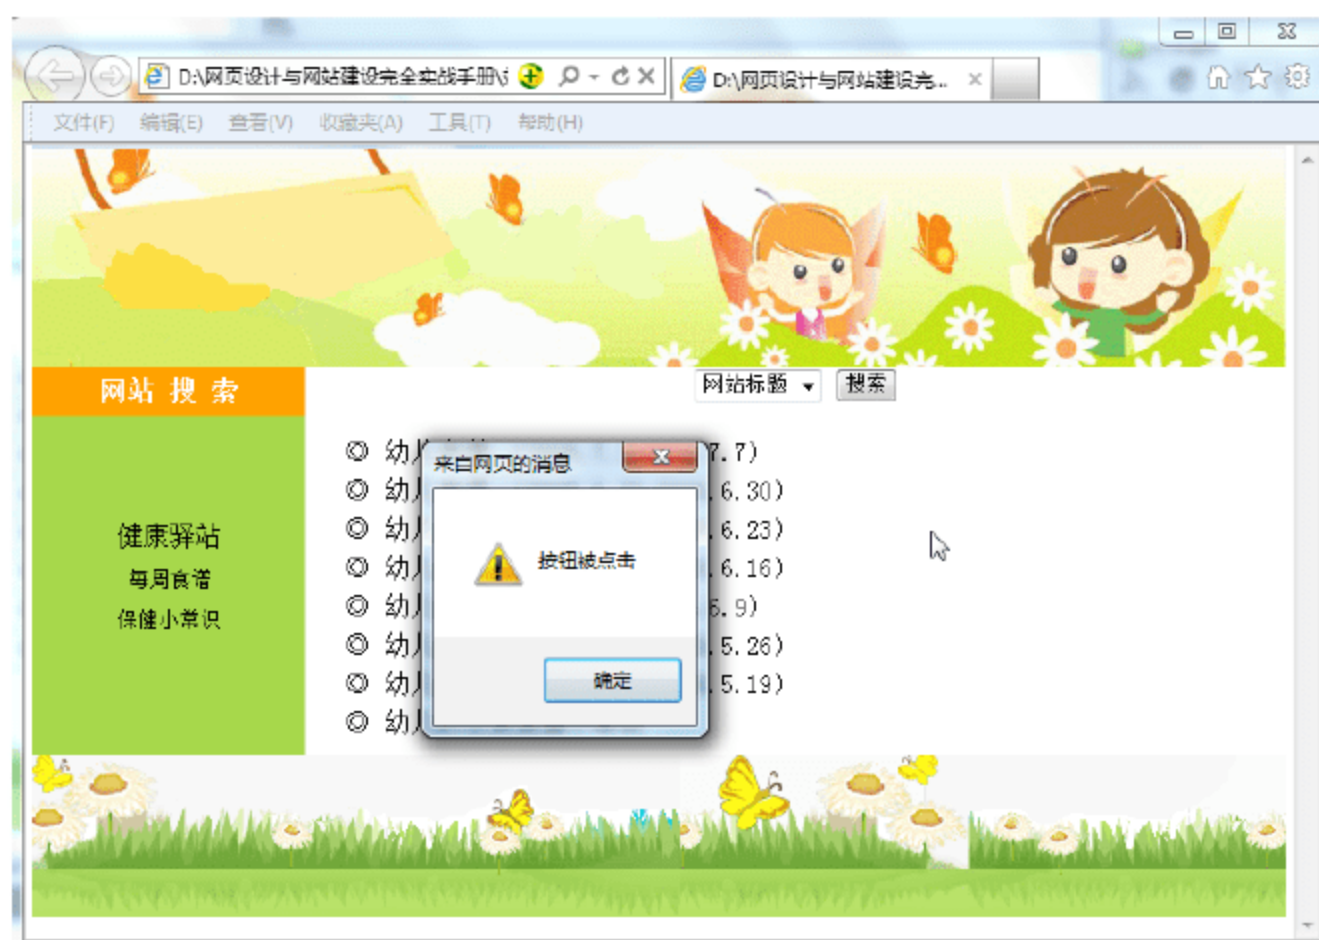 D:\网页设计与网站建设完全实战手册\
D:\网页设计与网站建设完...
文件(F) 编辑(E) 查看(V) 收藏夹(A) 工具(T) 帮助(H)
网站 搜 索
网站标题 搜索
健康驿站
每周食谱
保健小常识
◎ 幼 7.7)
◎ 幼 .6.30)
◎ 幼 .6.23)
◎ 幼 .6.16)
◎ 幼 6.9)
◎ 幼 .5.26)
◎ 幼 .5.19)
◎ 幼
来自网页的消息
按钮被点击
确定